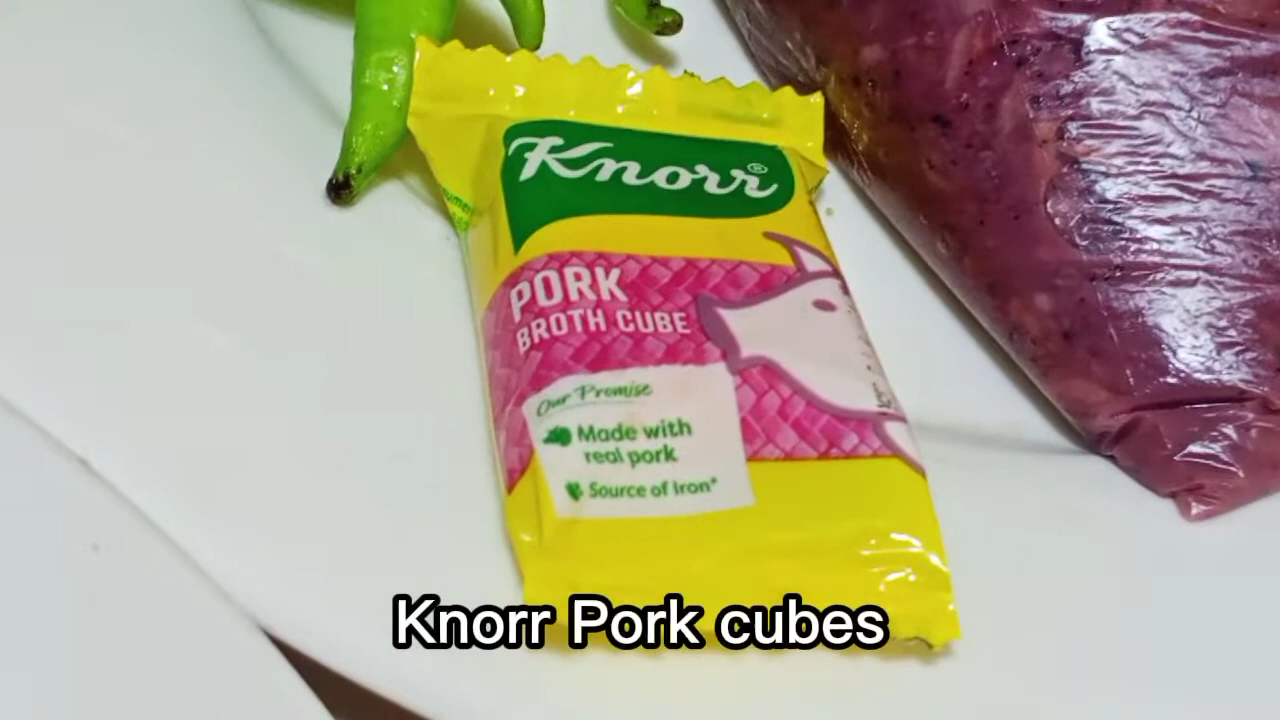 Knorr®
PORK
BROTH CUBE
Our Promise
Made with
real pork
Source of Iron*
Knorr Pork cubes